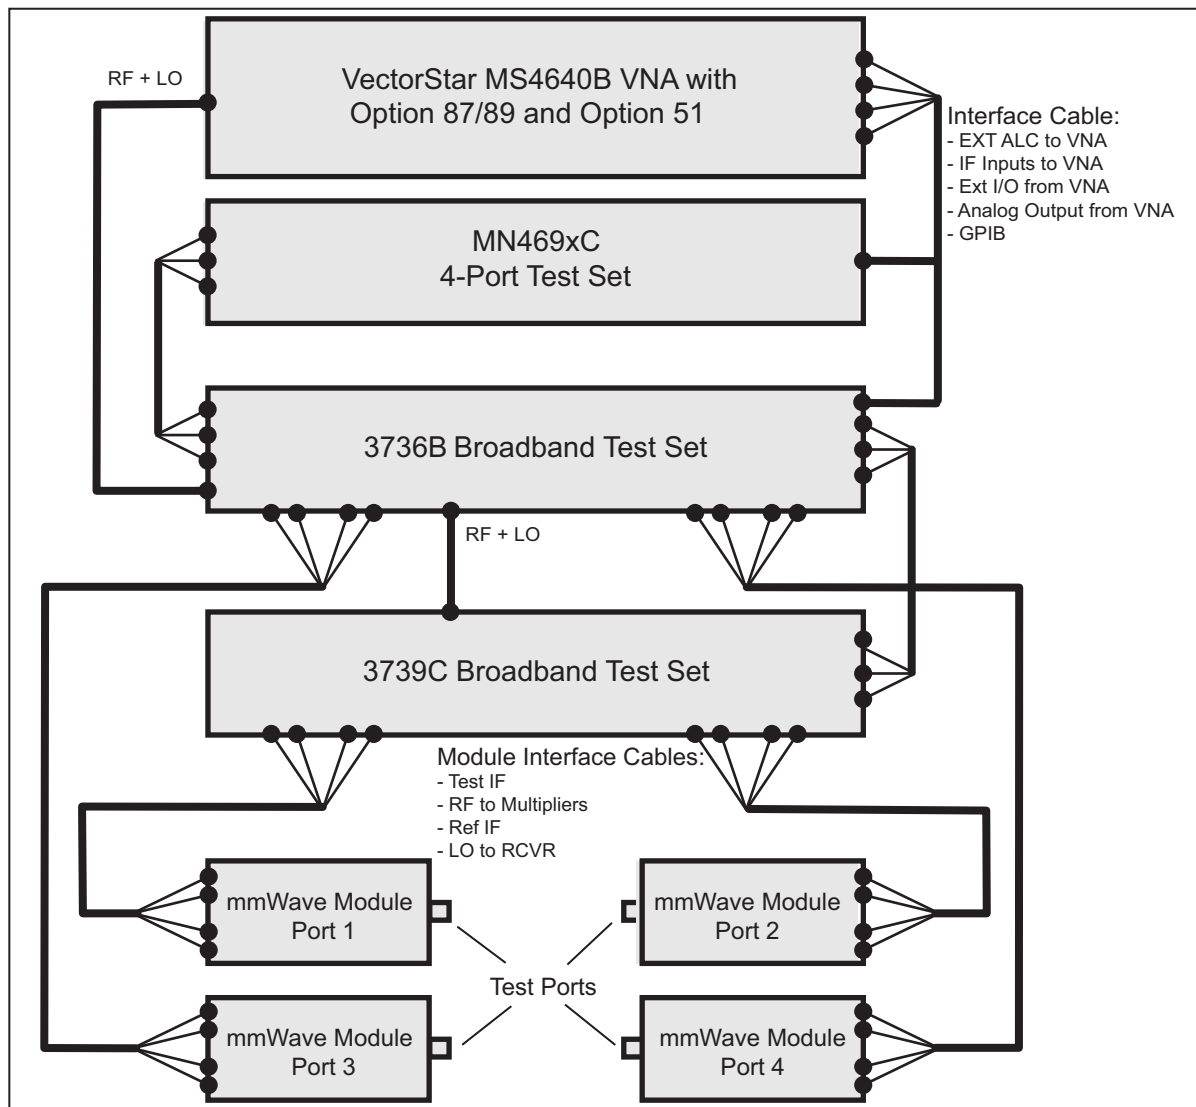 VectorStar MS4640B VNA with
Option 87/89 and Option 51
RF + LO
Interface Cable:
- EXT ALC to VNA
- IF Inputs to VNA
- Ext I/O from VNA
- Analog Output from VNA
- GPIB
MN469xC
4-Port Test Set
3736B Broadband Test Set
RF + LO
3739C Broadband Test Set
Module Interface Cables:
- Test IF
- RF to Multipliers
- Ref IF
- LO to RCVR
mmWave Module
Port 1
mmWave Module
Port 2
Test Ports
mmWave Module
Port 3
mmWave Module
Port 4